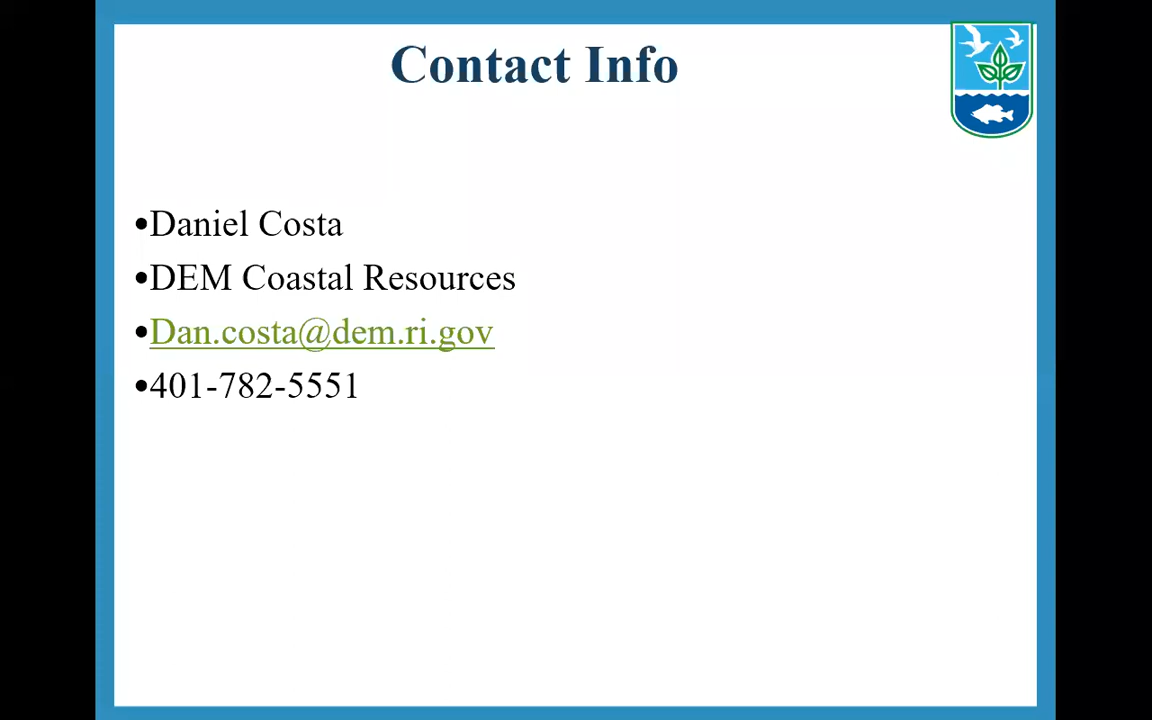 Contact Info
•Daniel Costa
•DEM Coastal Resources
•Dan.costa@dem.ri.gov
•401-782-5551